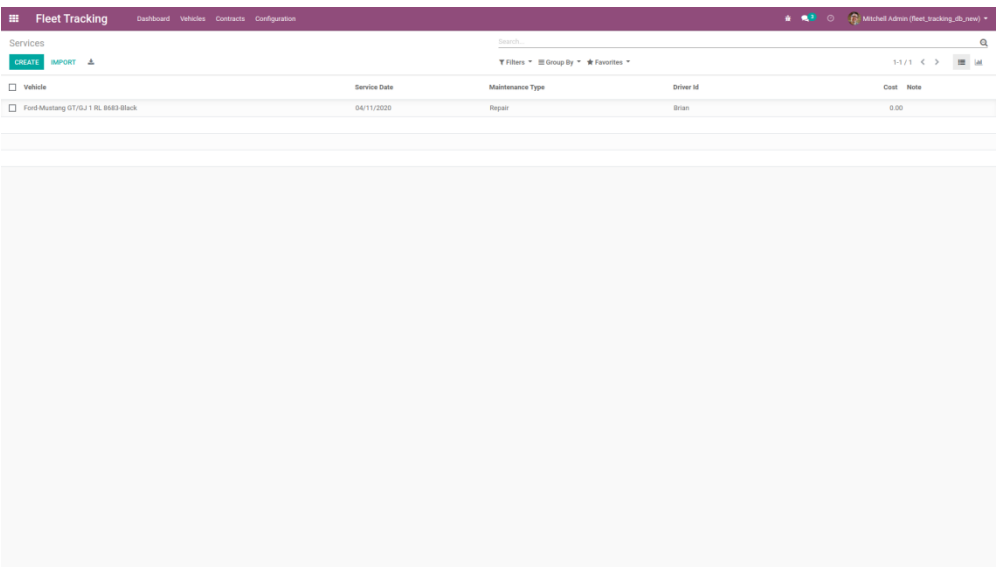 Fleet Tracking Dashboard Vehicles Contracts Configuration Mitchell Admin (fleet_tracking_db_new)
Services Search...
CREATE IMPORT Filters Group By Favorites 1-1 / 1
Vehicle Service Date Maintenance Type Driver Id Cost Note
Ford-Mustang GT/GJ 1 RL 8683-Black 04/11/2020 Repair Brian 0.00